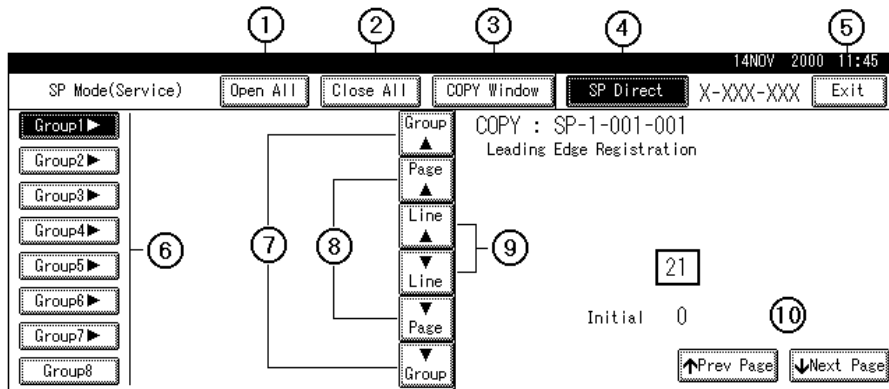 1 2 3 4 5
14NOV 2000 11:45
SP Mode(Service) Open All Close All COPY Window SP Direct X-XXX-XXX Exit
Group1▶
Group2▶
Group3▶
Group4▶
Group5▶
Group6▶
Group7▶
Group8
6
7
8
Group
▲
Page
▲
Line
▲
▼
Line
▼
Page
▼
Group
9
COPY : SP-1-001-001
Leading Edge Registration
21
Initial 0
10
↑Prev Page ↓Next Page